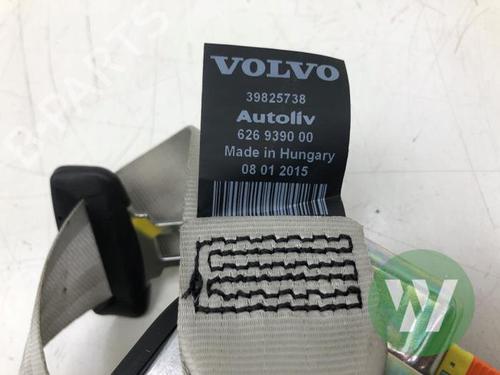 VOLVO
39825738
Autoliv
626 9390 00
Made in Hungary
08 01 2015